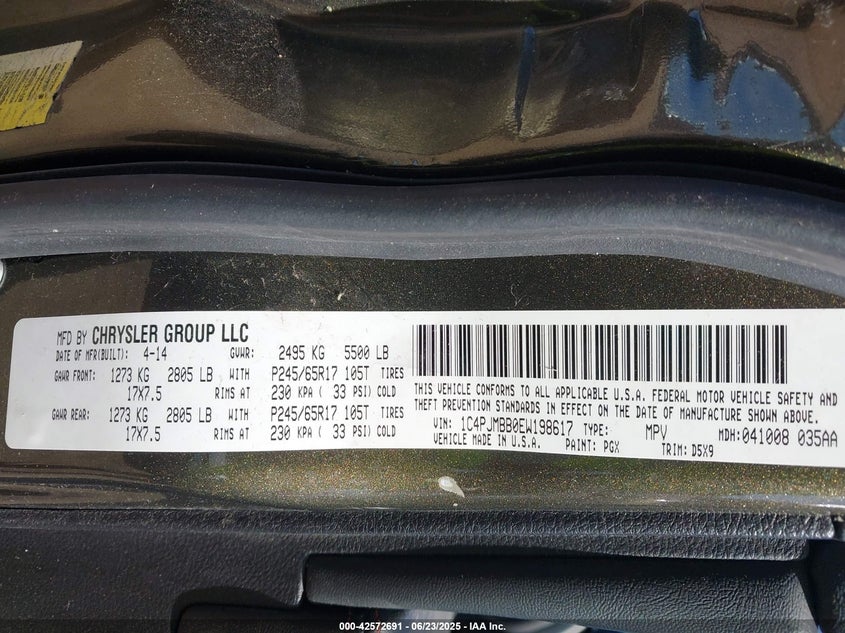 MFD BY CHRYSLER GROUP LLC
DATE OF MFR(BUILT): 4-14 GVWR: 2495 KG 5500 LB
GAWR FRONT: 1273 KG 2805 LB WITH P245/65R17 105T TIRES
17X7.5 RIMS AT 230 KPA ( 33 PSI) COLD
GAWR REAR: 1273 KG 2805 LB WITH P245/65R17 105T TIRES
17X7.5 RIMS AT 230 KPA ( 33 PSI) COLD
THIS VEHICLE CONFORMS TO ALL APPLICABLE U.S.A. FEDERAL MOTOR VEHICLE SAFETY AND
THEFT PREVENTION STANDARDS IN EFFECT ON THE DATE OF MANUFACTURE SHOWN ABOVE.
VIN: 1C4PJMBB0EW198617 TYPE: MPV MDH: 041008 035AA
VEHICLE MADE IN U.S.A. PAINT: PGX TRIM: D5X9
000-42572691 - 06/23/2025 - IAA Inc.